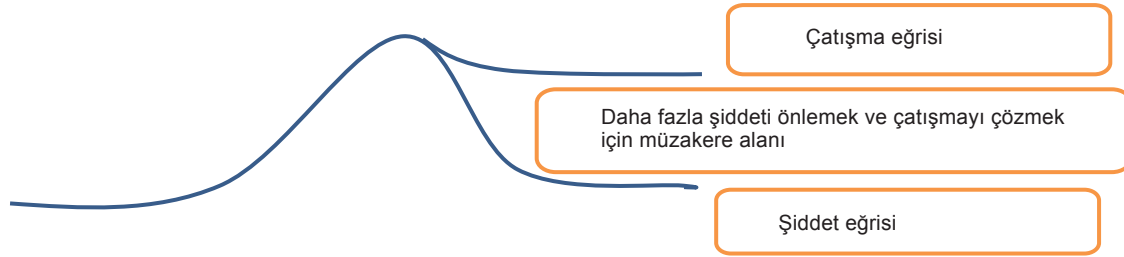 Çatışma eğrisi
Daha fazla şiddeti önlemek ve çatışmayı çözmek
için müzakere alanı
Şiddet eğrisi